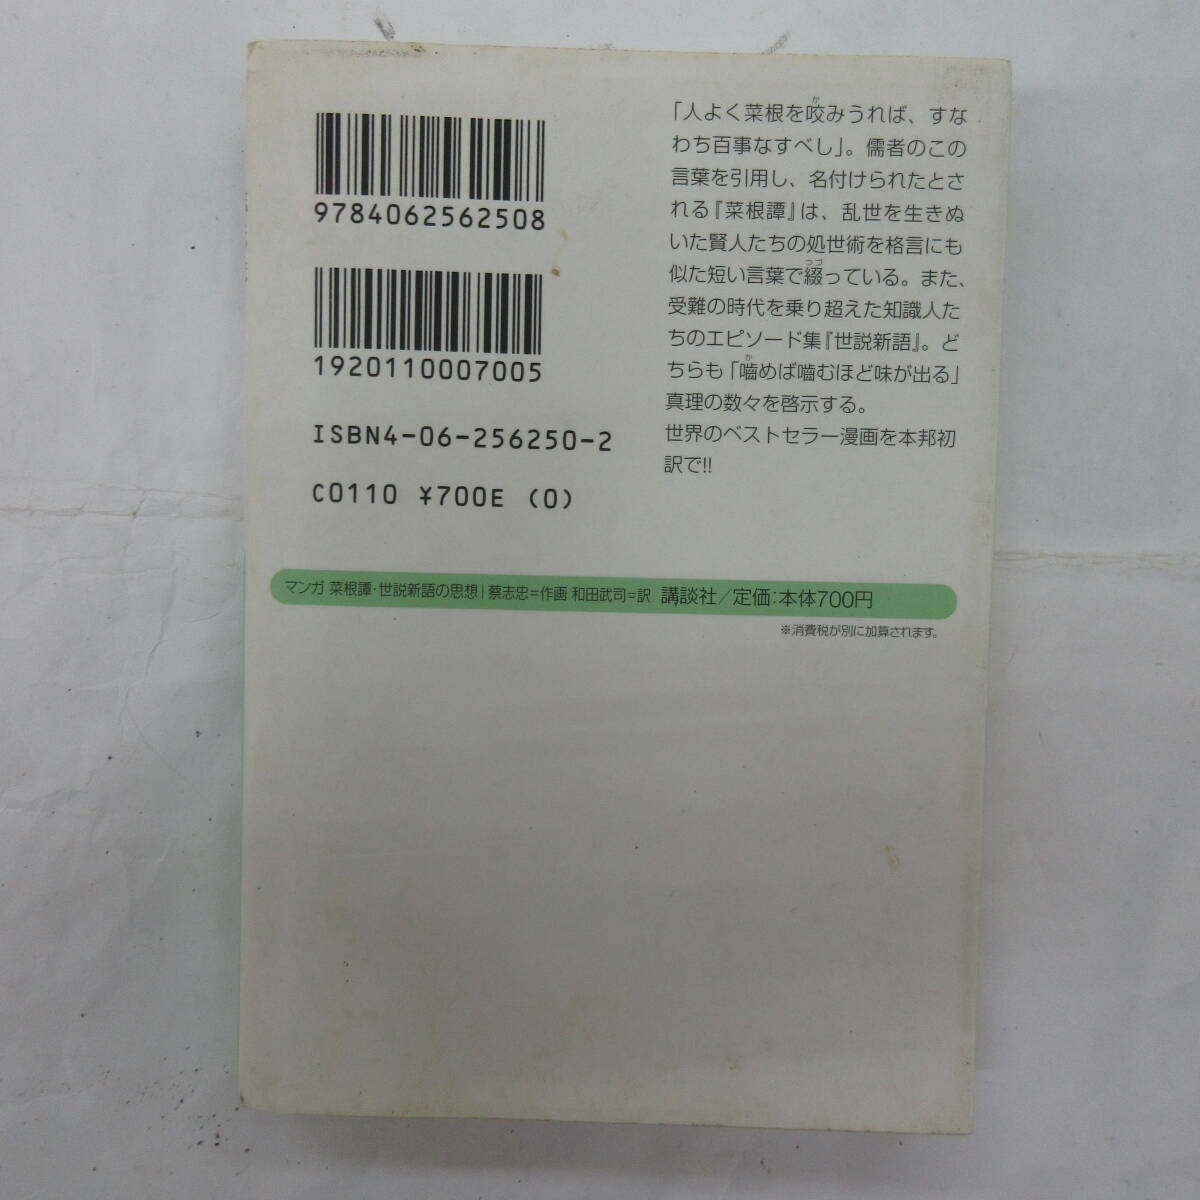 9784062562508
1920110007005
ISBN4-06-256250-2
C0110 ¥700E (0)
「人よく菜根を咬みうれば、すな
わち百事なすべし」。儒者のこの
言葉を引用し、名付けられたとさ
れる『菜根譚』は、乱世を生きぬ
いた賢人たちの処世術を格言にも
似た短い言葉で綴っている。また、
受難の時代を乗り超えた知識人た
ちのエピソード集『世説新語』。ど
ちらも「嚙めば嚙むほど味が出る」
真理の数々を啓示する。
世界のベストセラー漫画を本邦初
訳で!!
マンガ 菜根譚・世説新語の思想|蔡志忠=作画 和田武司=訳 講談社/定価:本体700円
※消費税が別に加算されます。